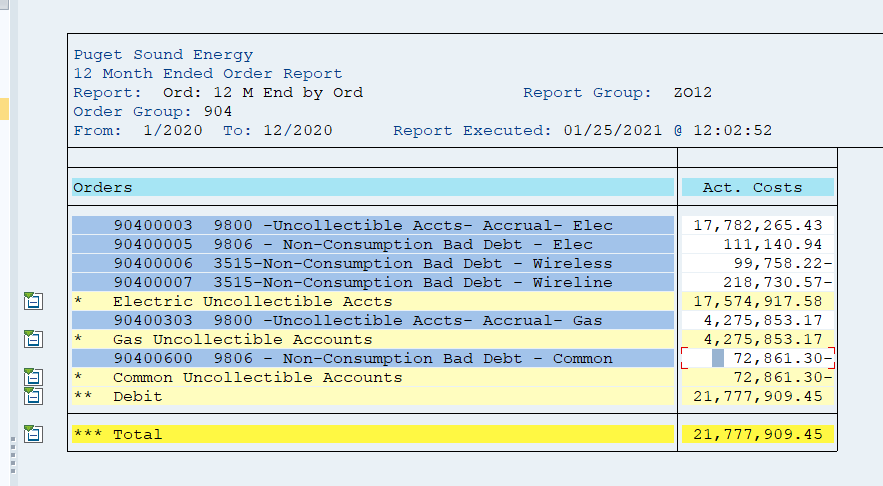 Puget Sound Energy
12 Month Ended Order Report
Report: Ord: 12 M End by Ord Report Group: ZO12
Order Group: 904
From: 1/2020 To: 12/2020 Report Executed: 01/25/2021 @ 12:02:52
Orders Act. Costs
90400003 9800 -Uncollectible Accts- Accrual- Elec 17,782,265.43
90400005 9806 - Non-Consumption Bad Debt - Elec 111,140.94
90400006 3515-Non-Consumption Bad Debt - Wireless 99,758.22-
90400007 3515-Non-Consumption Bad Debt - Wireline 218,730.57-
* Electric Uncollectible Accts 17,574,917.58
90400303 9800 -Uncollectible Accts- Accrual- Gas 4,275,853.17
* Gas Uncollectible Accounts 4,275,853.17
90400600 9806 - Non-Consumption Bad Debt - Common 72,861.30-
* Common Uncollectible Accounts 72,861.30-
** Debit 21,777,909.45
*** Total 21,777,909.45